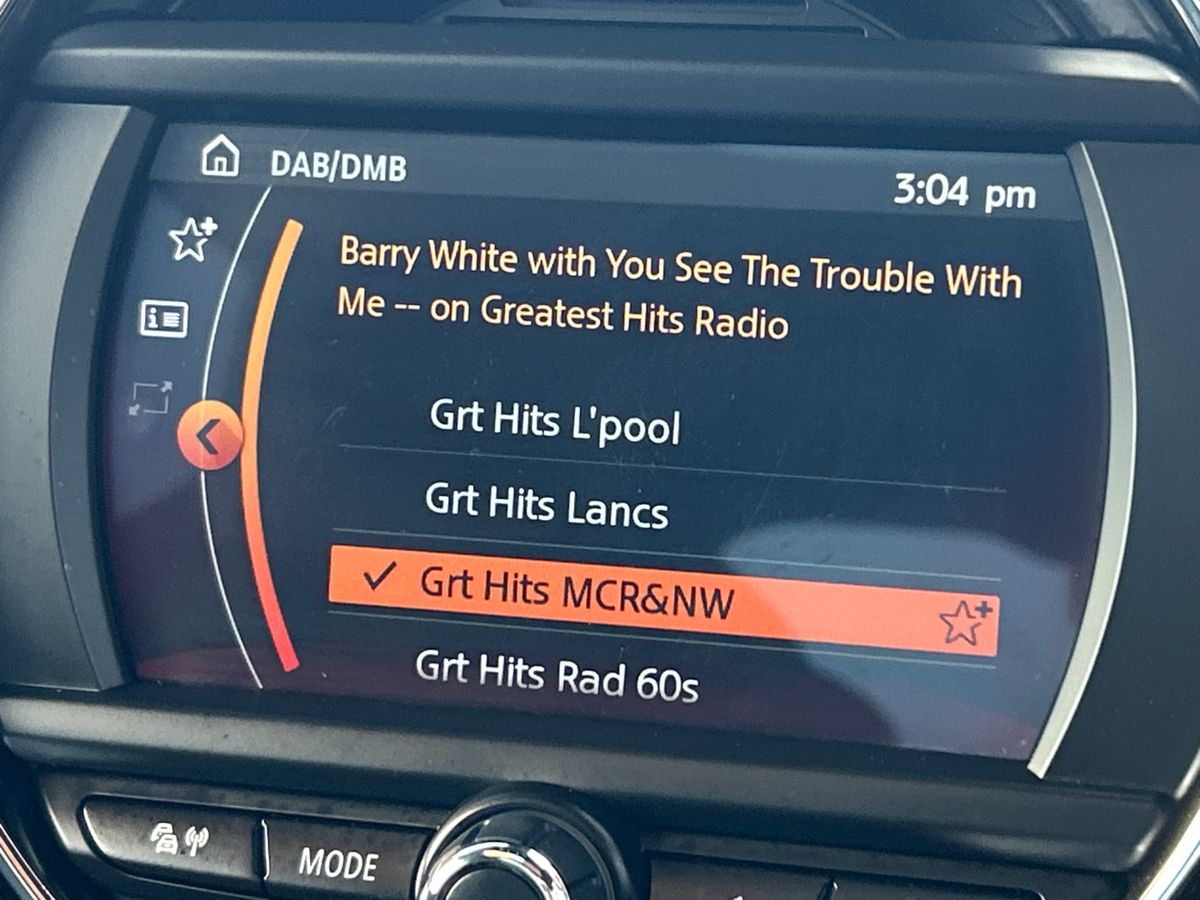 DAB/DMB
3:04 pm
Barry White with You See The Trouble With
Me -- on Greatest Hits Radio
Grt Hits L'pool
Grt Hits Lancs
Grt Hits MCR&NW
Grt Hits Rad 60s
MODE